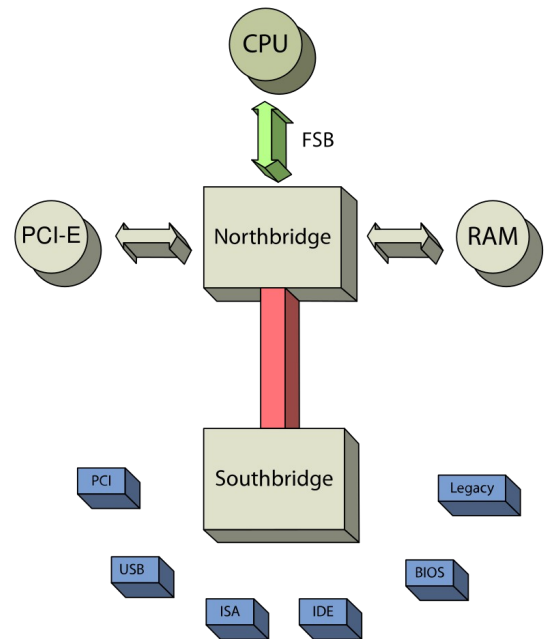 CPU
FSB
PCI-E
Northbridge
RAM
Southbridge
PCI
Legacy
USB
BIOS
ISA
IDE